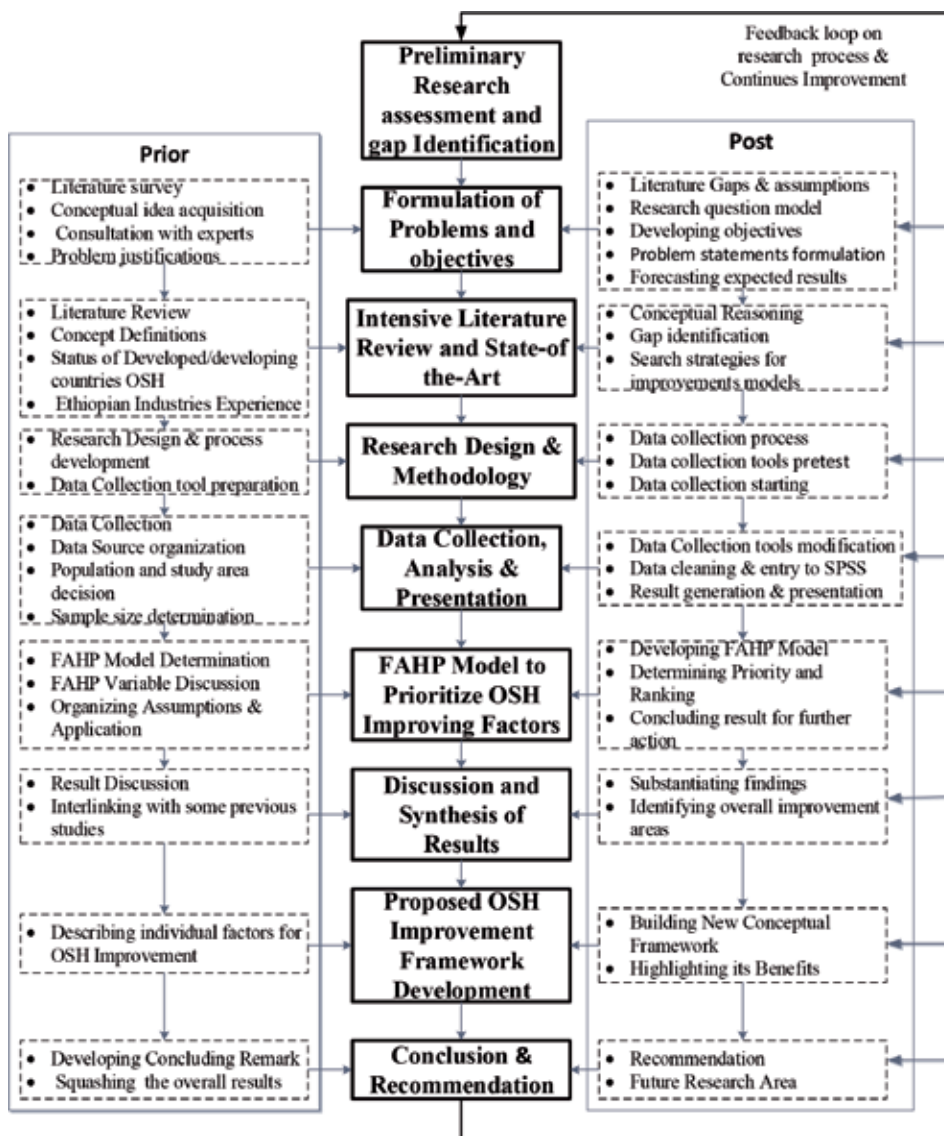 Feedback loop on
research process &
Continues Improvement
Preliminary
Research
assessment and
gap Identification
Formulation of
Problems and
objectives
Intensive Literature
Review and State-of
the-Art
Research Design &
Methodology
Data Collection,
Analysis &
Presentation
FAHP Model to
Prioritize OSH
Improving Factors
Discussion and
Synthesis of
Results
Proposed OSH
Improvement
Framework
Development
Conclusion &
Recommendation
Prior
• Literature survey
• Conceptual idea acquisition
• Consultation with experts
• Problem justifications
• Literature Review
• Concept Definitions
• Status of Developed/developing
countries OSH
• Ethiopian Industries Experience
• Research Design & process
development
• Data Collection tool preparation
• Data Collection
• Data Source organization
• Population and study area
decision
• Sample size determination
• FAHP Model Determination
• FAHP Variable Discussion
• Organizing Assumptions &
Application
• Result Discussion
• Interlinking with some previous
studies
• Describing individual factors for
OSH Improvement
• Developing Concluding Remark
• Squashing the overall results
Post
• Literature Gaps & assumptions
• Research question model
• Developing objectives
• Problem statements formulation
• Forecasting expected results
• Conceptual Reasoning
• Gap identification
• Search strategies for
improvements models
• Data collection process
• Data collection tools pretest
• Data collection starting
• Data Collection tools modification
• Data cleaning & entry to SPSS
• Result generation & presentation
• Developing FAHP Model
• Determining Priority and
Ranking
• Concluding result for further
action
• Substantiating findings
• Identifying overall improvement
areas
• Building New Conceptual
Framework
• Highlighting its Benefits
• Recommendation
• Future Research Area